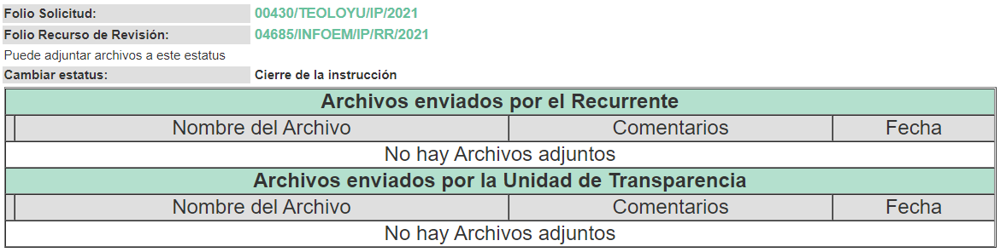 Folio Solicitud: 00430/TEOLOYU/IP/2021
Folio Recurso de Revisión: 04685/INFOEM/IP/RR/2021
Puede adjuntar archivos a este estatus
Cambiar estatus: Cierre de la instrucción
Archivos enviados por el Recurrente
Nombre del Archivo Comentarios Fecha
No hay Archivos adjuntos
Archivos enviados por la Unidad de Transparencia
Nombre del Archivo Comentarios Fecha
No hay Archivos adjuntos